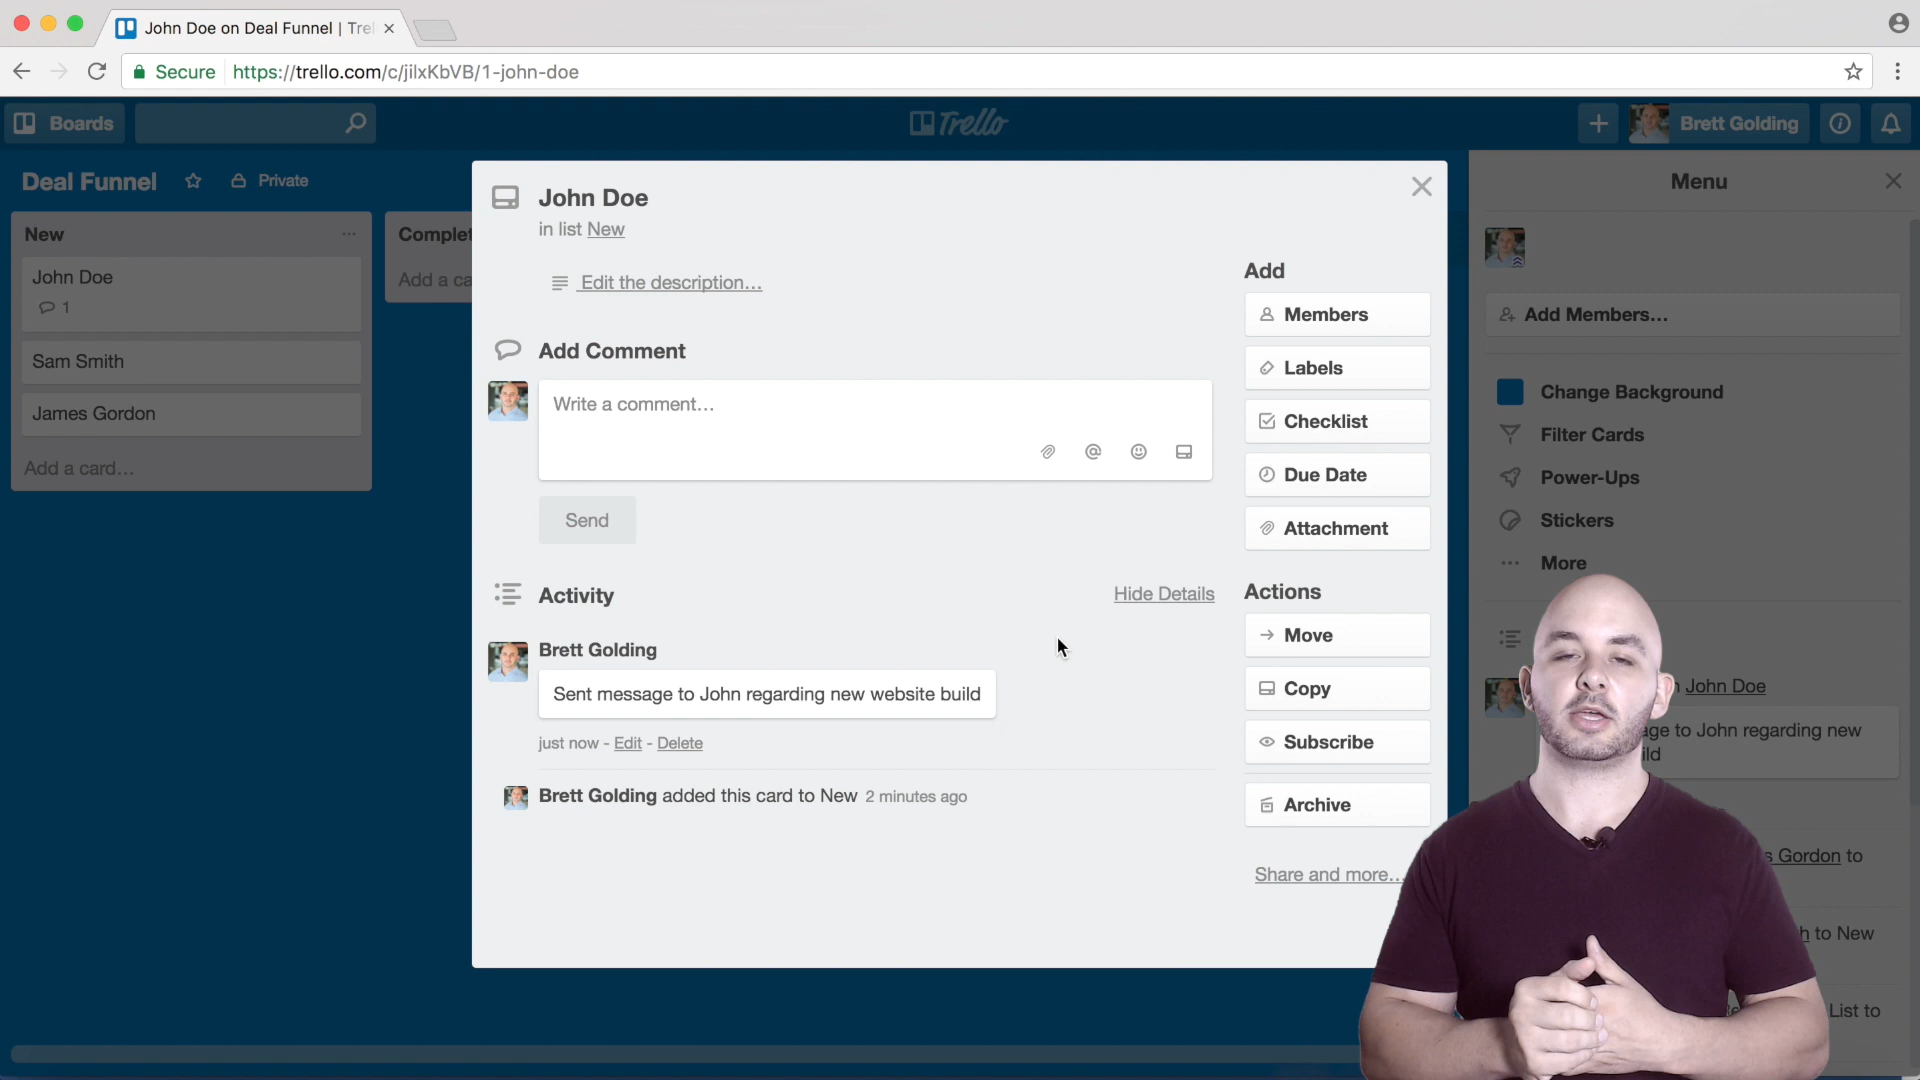 John Doe on Deal Funnel | Trel
Secure
https://trello.com/c/jilxKbVB/1-john-doe
Boards
Trello
Brett Golding
Deal Funnel
Private
New
John Doe
1
Sam Smith
James Gordon
Add a card...
Complet
Add a ca
John Doe
in list New
Edit the description...
Add Comment
Write a comment...
Send
Activity
Hide Details
Brett Golding
Sent message to John regarding new website build
just now - Edit - Delete
Brett Golding added this card to New 2 minutes ago
Add
Members
Labels
Checklist
Due Date
Attachment
Actions
Move
Copy
Subscribe
Archive
Share and more...
Menu
Add Members...
Change Background
Filter Cards
Power-Ups
Stickers
More
John Doe
age to John regarding new
ild
s Gordon to
h to New
List to